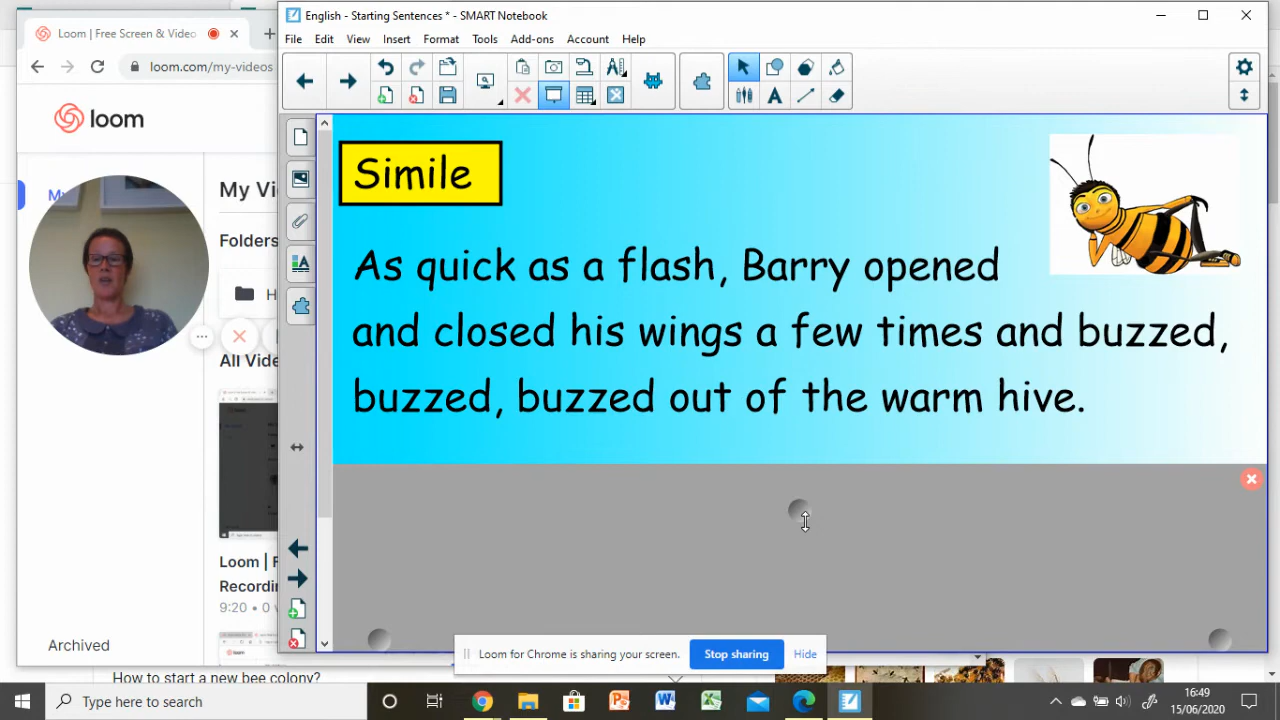 Loom | Free Screen & Video
English - Starting Sentences * - SMART Notebook
File Edit View Insert Format Tools Add-ons Account Help
loom.com/my-videos
loom
My Vi
Folders
H
All Vide
Loom | F
Recordin
9:20 • 0 v
Archived
How to start a new bee colony?
Simile
As quick as a flash, Barry opened
and closed his wings a few times and buzzed,
buzzed, buzzed out of the warm hive.
Loom for Chrome is sharing your screen. Stop sharing Hide
Type here to search
16:49
15/06/2020